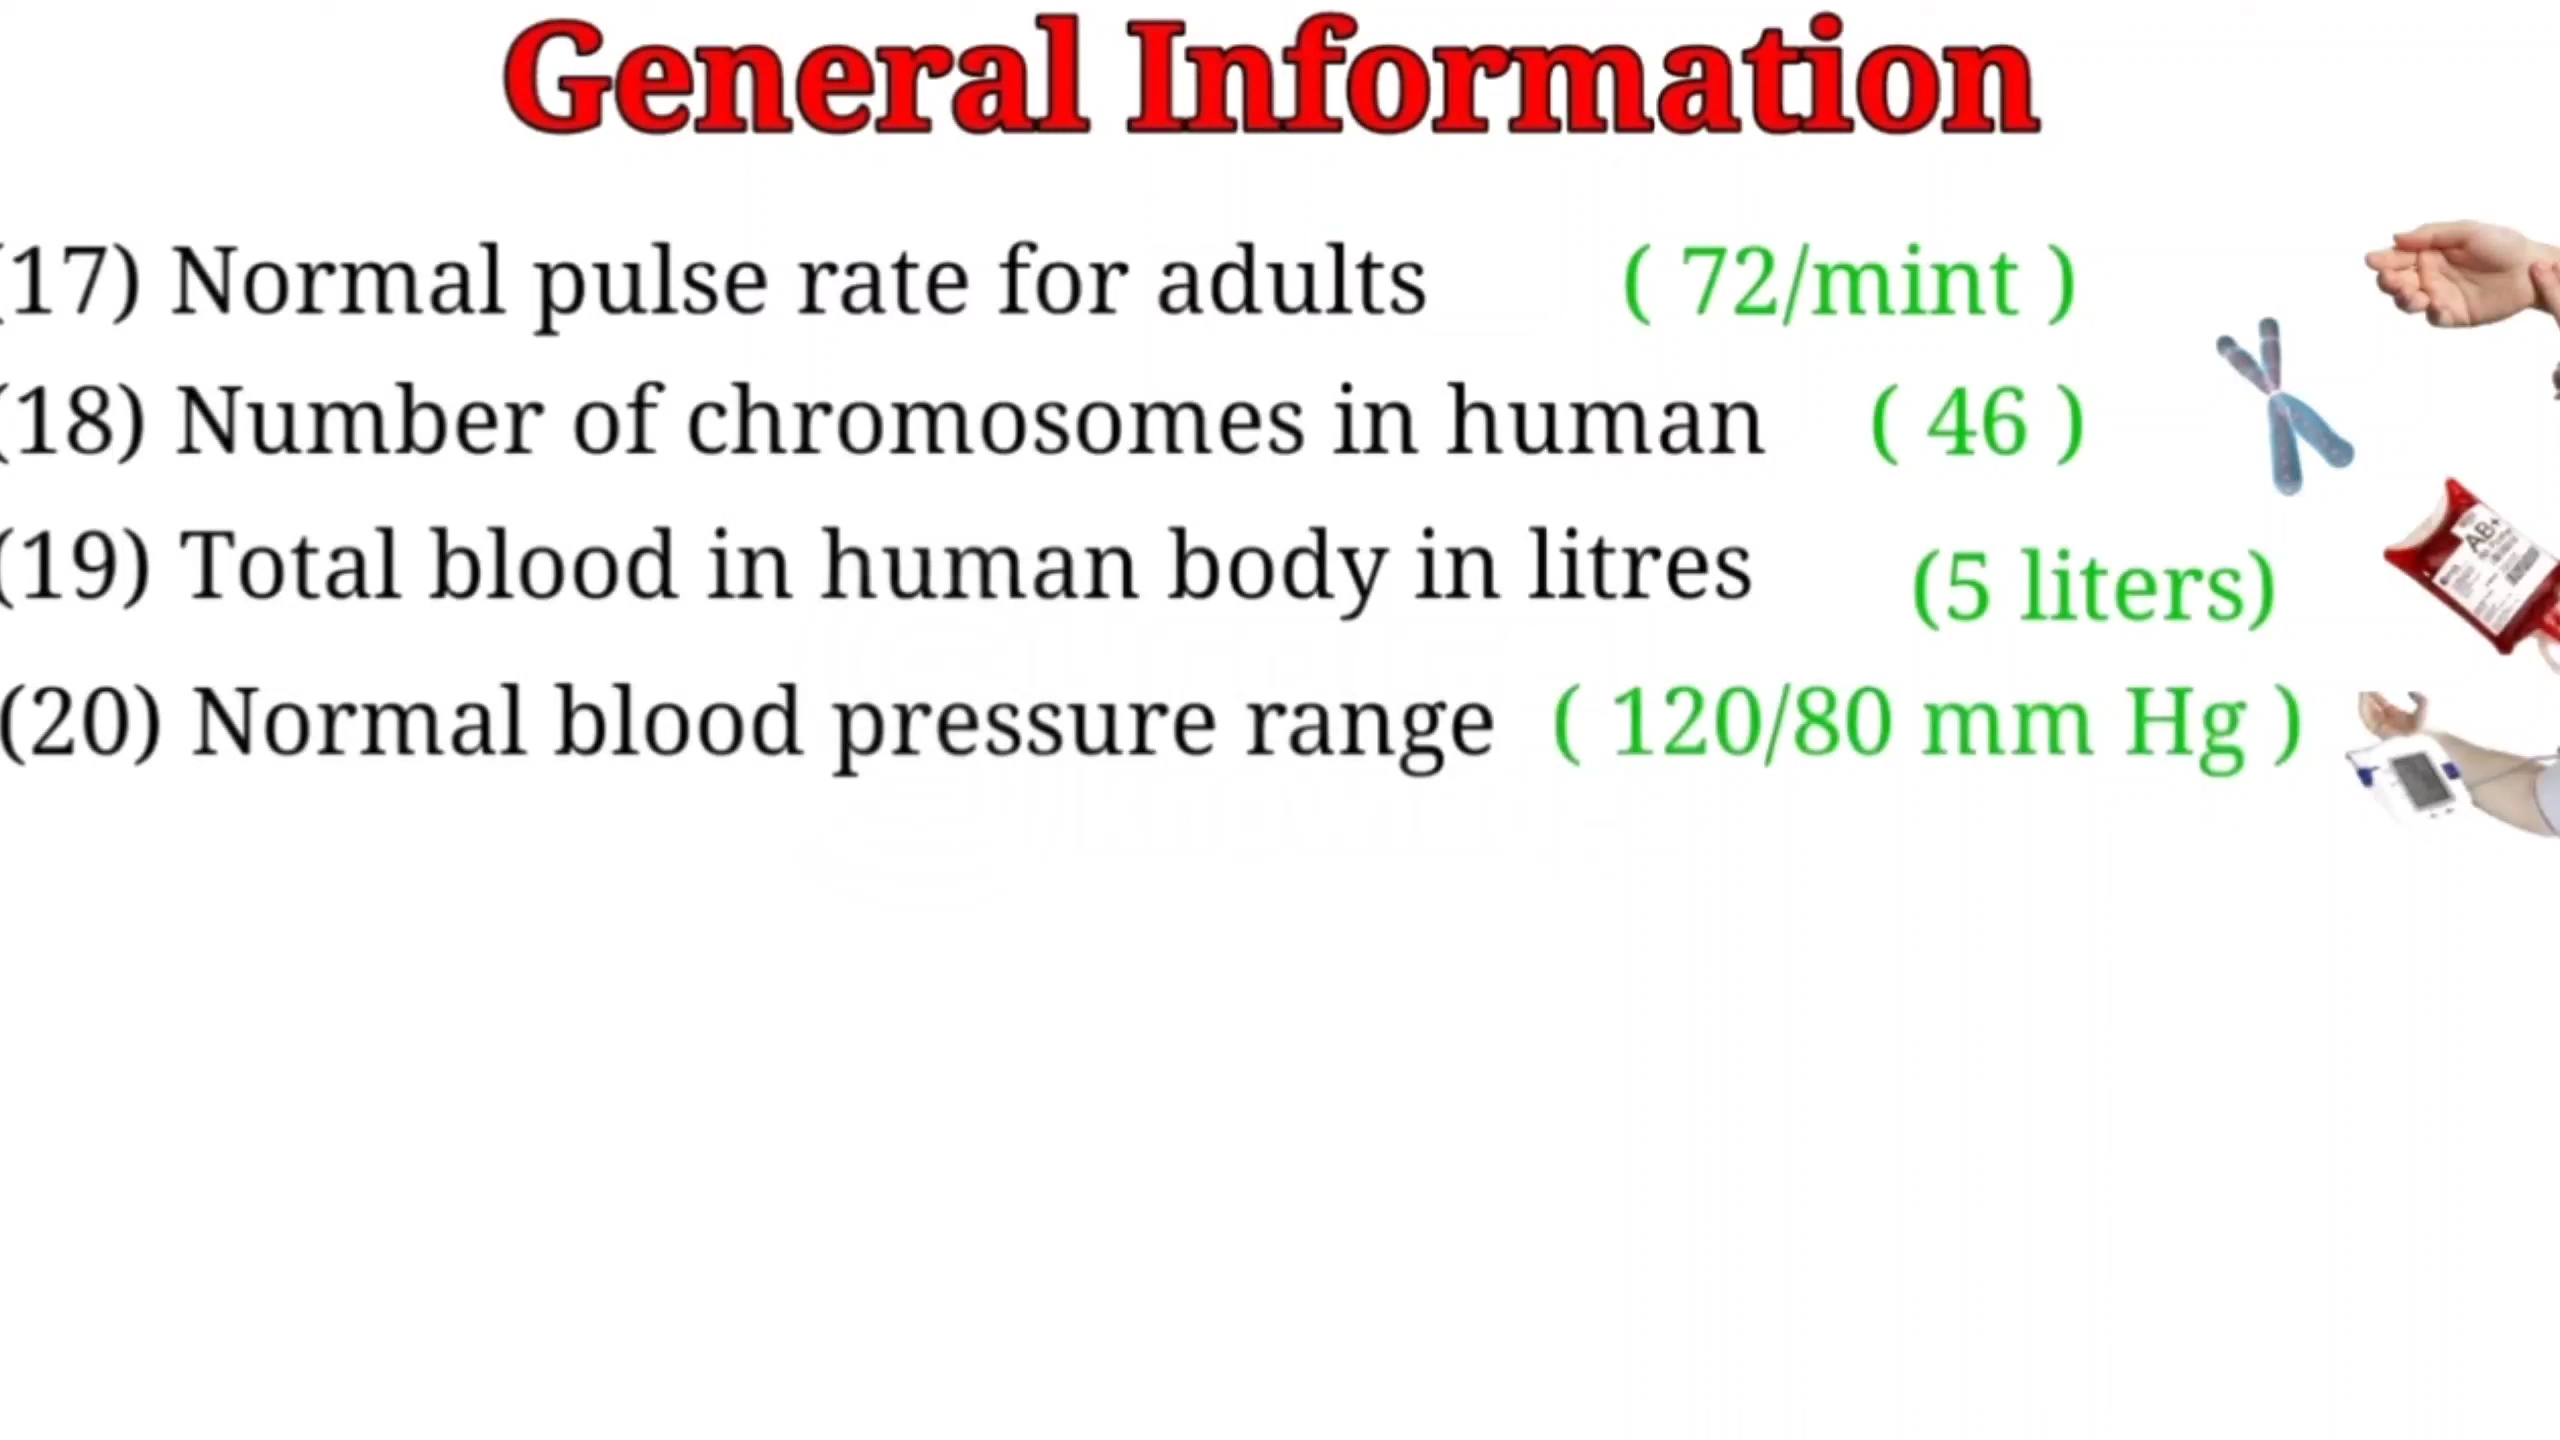 General Information
(17) Normal pulse rate for adults ( 72/mint )
(18) Number of chromosomes in human ( 46 )
(19) Total blood in human body in litres (5 liters)
(20) Normal blood pressure range ( 120/80 mm Hg )
AB+